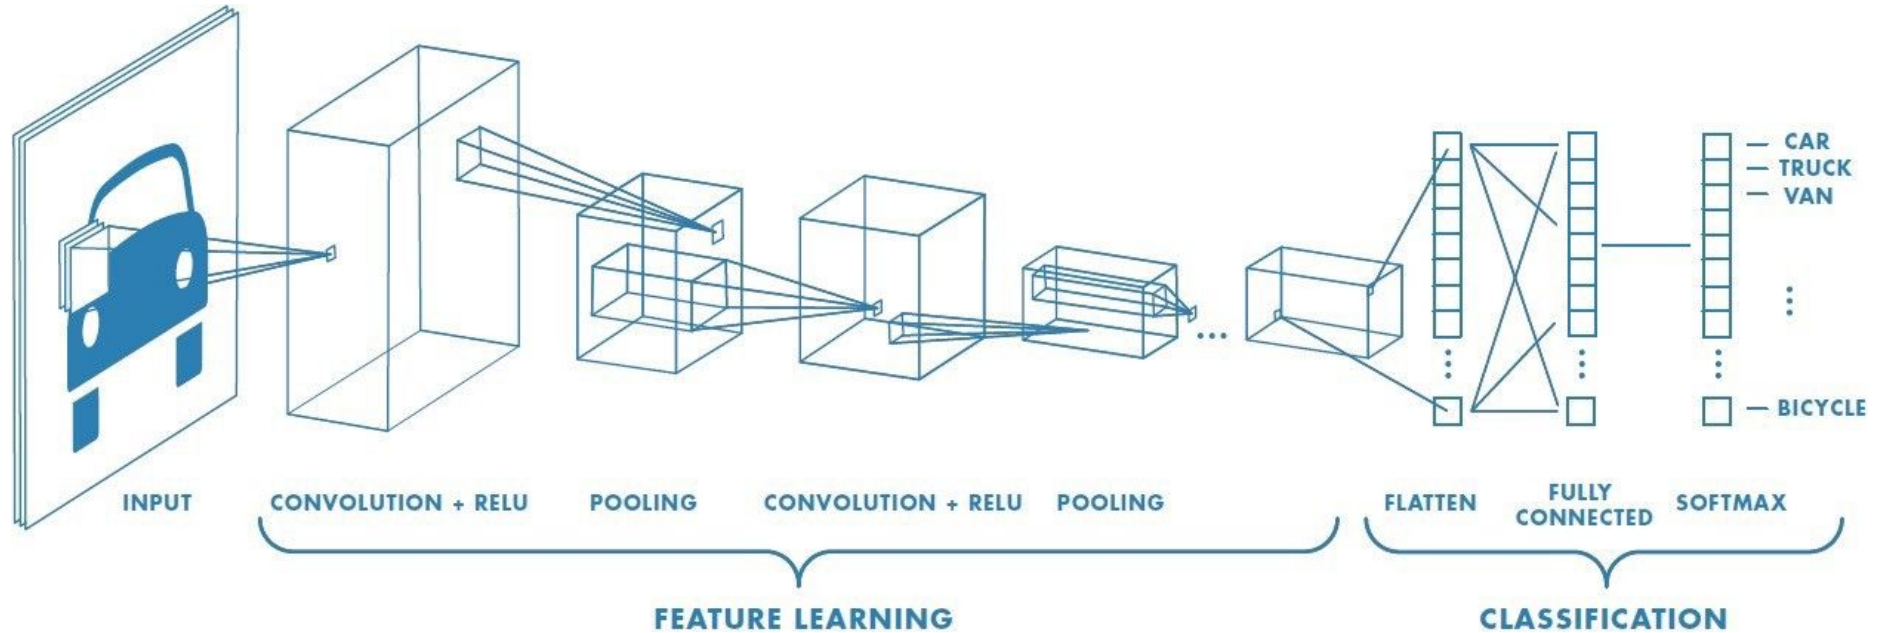 CAR
TRUCK
VAN
BICYCLE
INPUT
CONVOLUTION + RELU
POOLING
CONVOLUTION + RELU
POOLING
FLATTEN
FULLY
CONNECTED
SOFTMAX
FEATURE LEARNING
CLASSIFICATION